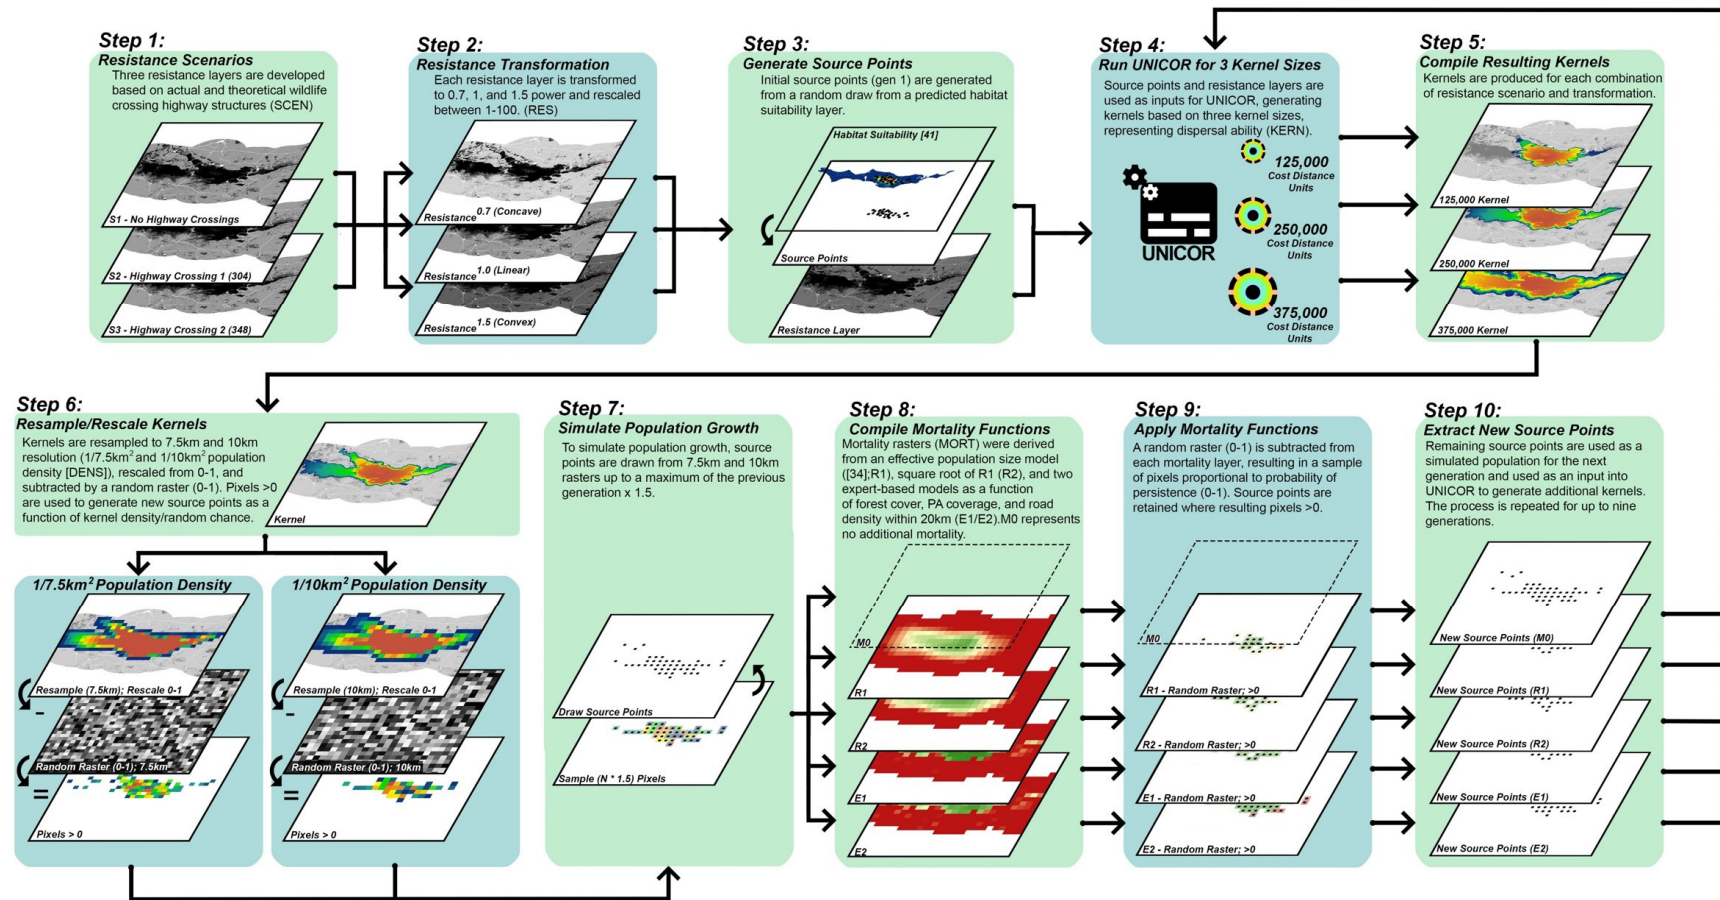 Step 1:
Resistance Scenarios
Three resistance layers are developed
based on actual and theoretical wildlife
crossing highway structures (SCEN)
S1 - No Highway Crossings
S2 - Highway Crossing 1 (304)
S3 - Highway Crossing 2 (348)
Step 2:
Resistance Transformation
Each resistance layer is transformed
to 0.7, 1, and 1.5 power and rescaled
between 1-100. (RES)
Resistance 0.7 (Concave)
Resistance 1.0 (Linear)
Resistance 1.5 (Convex)
Step 3:
Generate Source Points
Initial source points (gen 1) are generated
from a random draw from a predicted habitat
suitability layer.
Habitat Suitability [41]
Source Points
Resistance Layer
Step 4:
Run UNICOR for 3 Kernel Sizes
Source points and resistance layers are
used as inputs for UNICOR, generating
kernels based on three kernel sizes,
representing dispersal ability (KERN).
UNICOR
125,000
Cost Distance
Units
250,000
Cost Distance
Units
375,000
Cost Distance
Units
Step 5:
Compile Resulting Kernels
Kernels are produced for each combination
of resistance scenario and transformation.
125,000 Kernel
250,000 Kernel
375,000 Kernel
Step 6:
Resample/Rescale Kernels
Kernels are resampled to 7.5km and 10km
resolution (1/7.5km² and 1/10km² population
density [DENS]), rescaled from 0-1, and
subtracted by a random raster (0-1). Pixels >0
are used to generate new source points as a
function of kernel density/random chance.
Kernel
1/7.5km² Population Density
Resample (7.5km); Rescale 0-1
-
Random Raster (0-1); 7.5km
=
Pixels > 0
1/10km² Population Density
Resample (10km); Rescale 0-1
-
Random Raster (0-1); 10km
=
Pixels > 0
Step 7:
Simulate Population Growth
To simulate population growth, source
points are drawn from 7.5km and 10km
rasters up to a maximum of the previous
generation x 1.5.
Draw Source Points
Sample (N * 1.5) Pixels
Step 8:
Compile Mortality Functions
Mortality rasters (MORT) were derived
from an effective population size model
([34];R1), square root of R1 (R2), and two
expert-based models as a function
of forest cover, PA coverage, and road
density within 20km (E1/E2).M0 represents
no additional mortality.
M0
R1
R2
E1
E2
Step 9:
Apply Mortality Functions
A random raster (0-1) is subtracted from
each mortality layer, resulting in a sample
of pixels proportional to probability of
persistence (0-1). Source points are
retained where resulting pixels >0.
M0
R1 - Random Raster; >0
R2 - Random Raster; >0
E1 - Random Raster; >0
E2 - Random Raster; >0
Step 10:
Extract New Source Points
Remaining source points are used as a
simulated population for the next
generation and used as an input into
UNICOR to generate additional kernels.
The process is repeated for up to nine
generations.
New Source Points (M0)
New Source Points (R1)
New Source Points (R2)
New Source Points (E1)
New Source Points (E2)